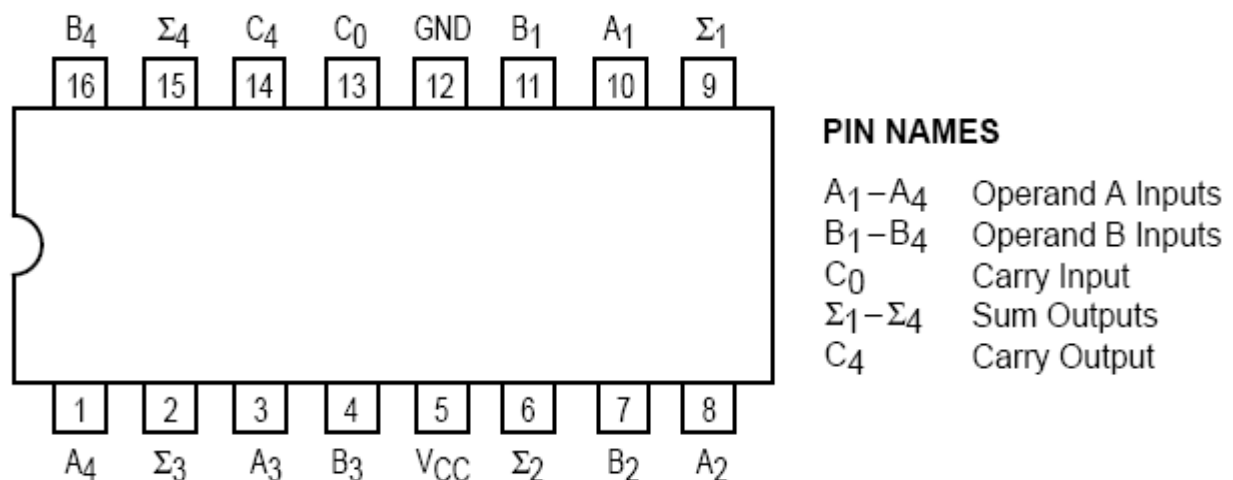 B4 Σ4 C4 C0 GND B1 A1 Σ1
16 15 14 13 12 11 10 9
PIN NAMES
A1–A4 Operand A Inputs
B1–B4 Operand B Inputs
C0 Carry Input
Σ1–Σ4 Sum Outputs
C4 Carry Output
1 2 3 4 5 6 7 8
A4 Σ3 A3 B3 VCC Σ2 B2 A2